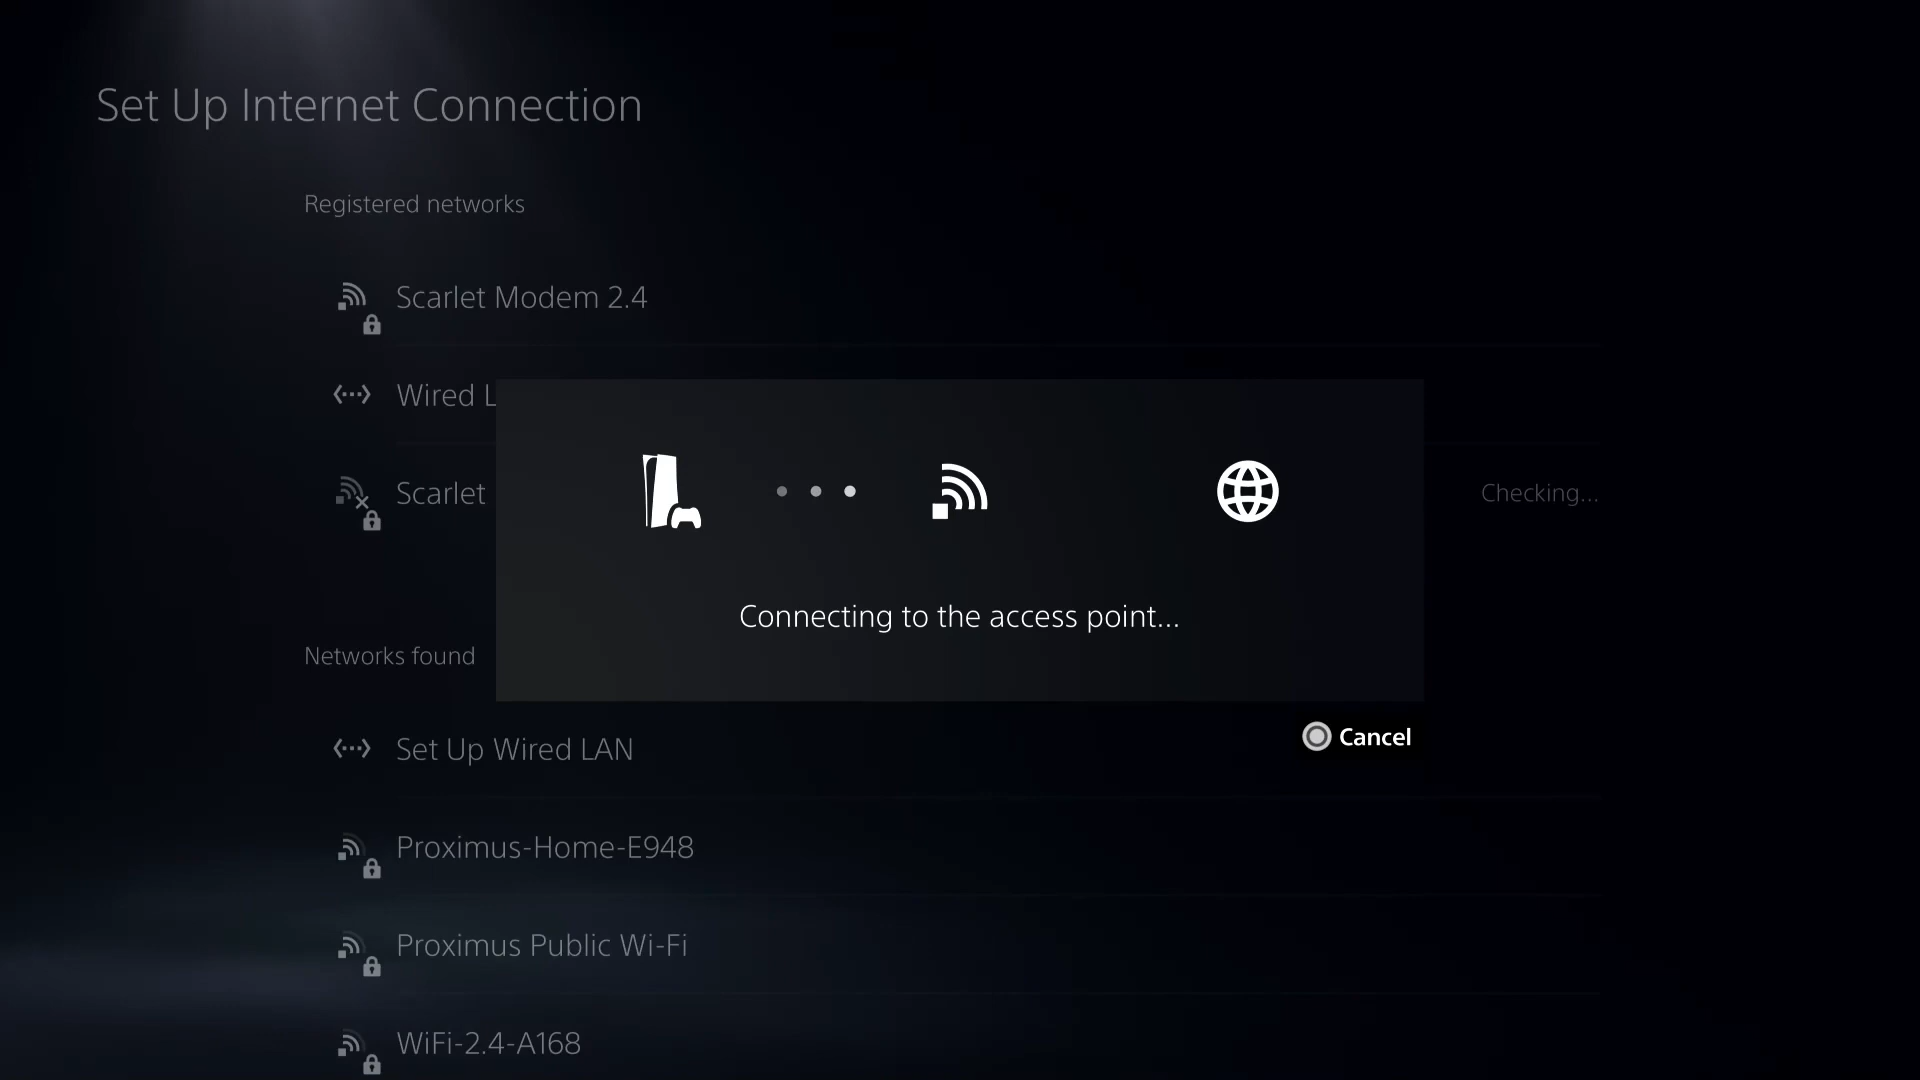 Set Up Internet Connection
Registered networks
Scarlet Modem 2.4
Wired
Scarlet
Checking...
Connecting to the access point...
Networks found
Cancel
Set Up Wired LAN
Proximus-Home-E948
Proximus Public Wi-Fi
WiFi-2.4-A168